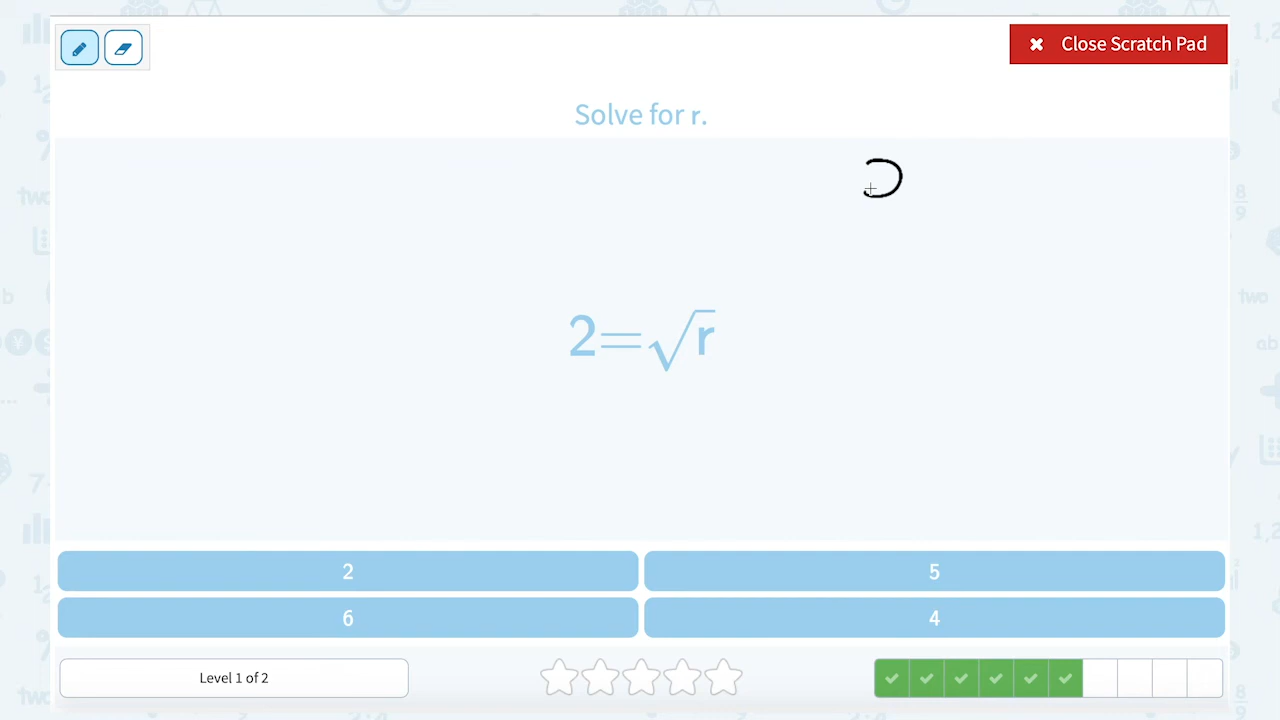 Close Scratch Pad
Solve for r.
2=√r
2
5
6
4
Level 1 of 2